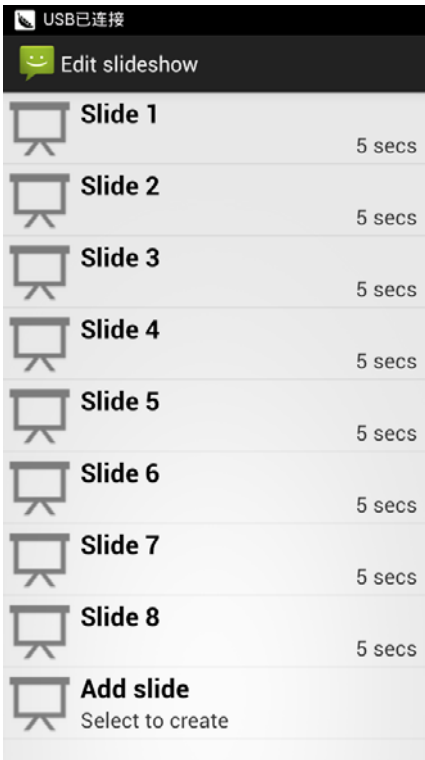 USB已连接
Edit slideshow
Slide 1
5 secs
Slide 2
5 secs
Slide 3
5 secs
Slide 4
5 secs
Slide 5
5 secs
Slide 6
5 secs
Slide 7
5 secs
Slide 8
5 secs
Add slide
Select to create